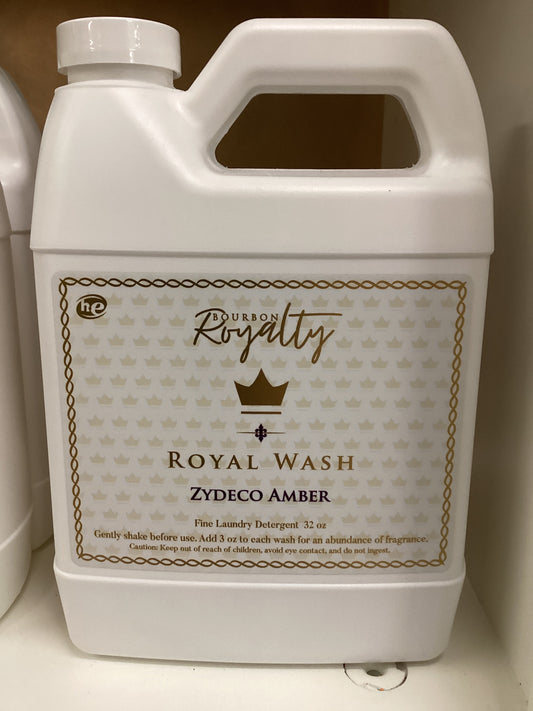 he
BOURBON
Royalty
ROYAL WASH
ZYDECO AMBER
Fine Laundry Detergent 32 oz
Gently shake before use. Add 3 oz to each wash for an abundance of fragrance.
Caution: Keep out of reach of children, avoid eye contact, and do not ingest.